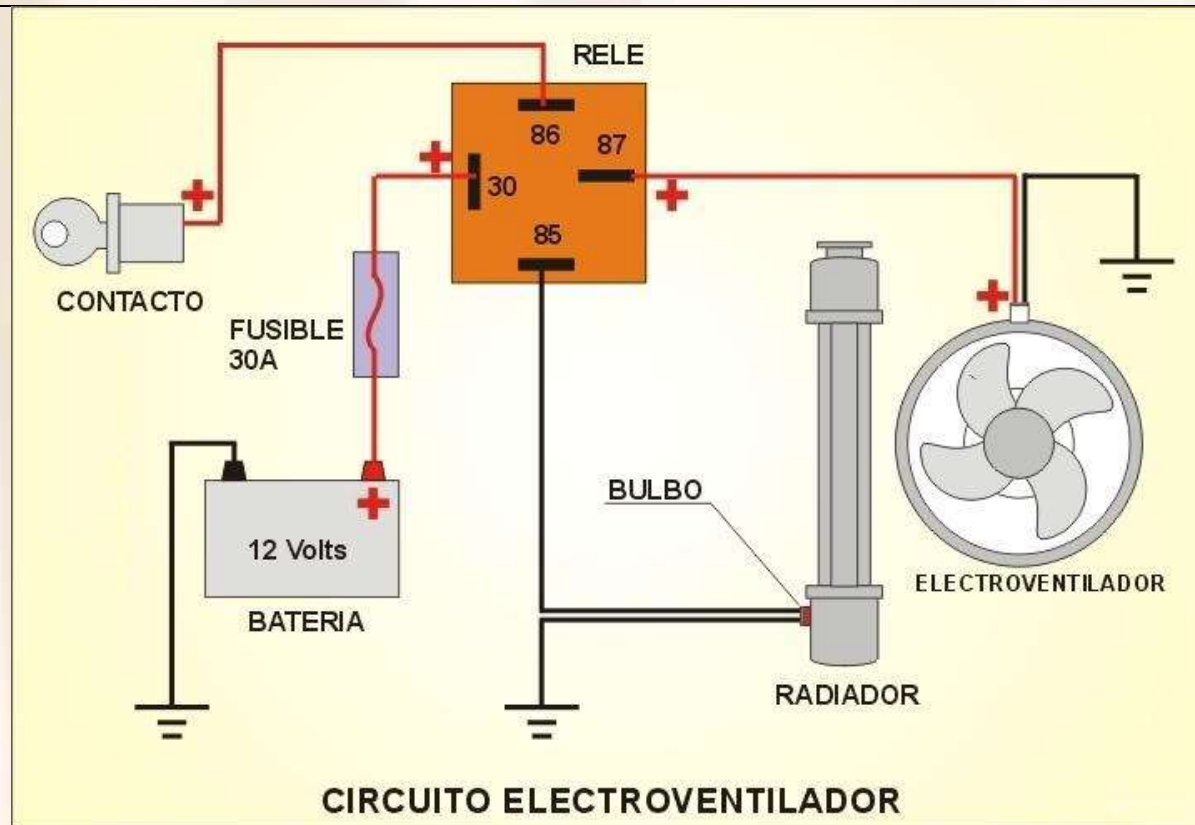 RELE
86
87
30
85
CONTACTO
FUSIBLE
30A
12 Volts
BATERIA
BULBO
ELECTROVENTILADOR
RADIADOR
CIRCUITO ELECTROVENTILADOR